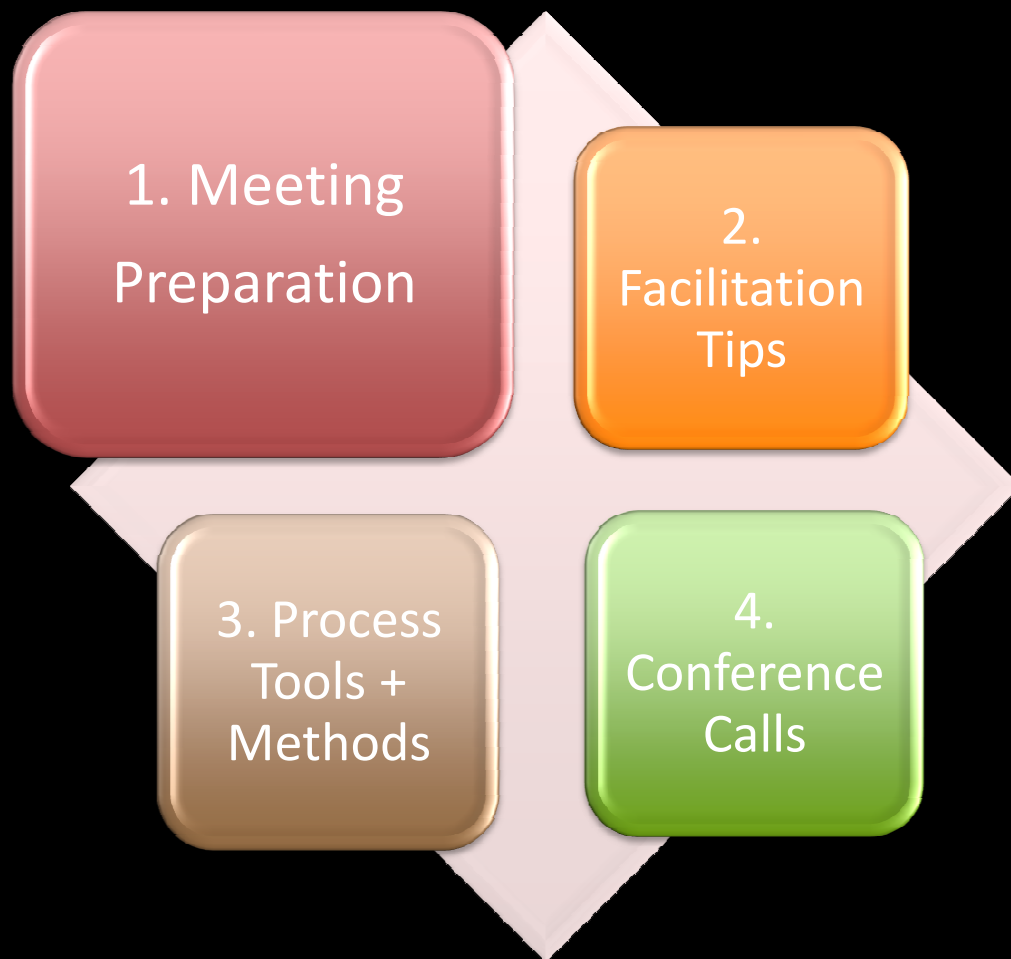 1. Meeting
Preparation
2.
Facilitation
Tips
3. Process
Tools +
Methods
4.
Conference
Calls